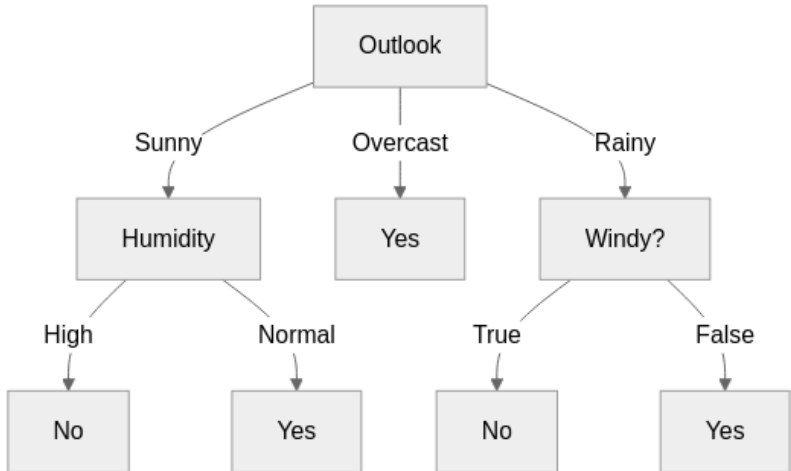 Outlook
Sunny Overcast Rainy
Humidity Yes Windy?
High Normal True False
No Yes No Yes